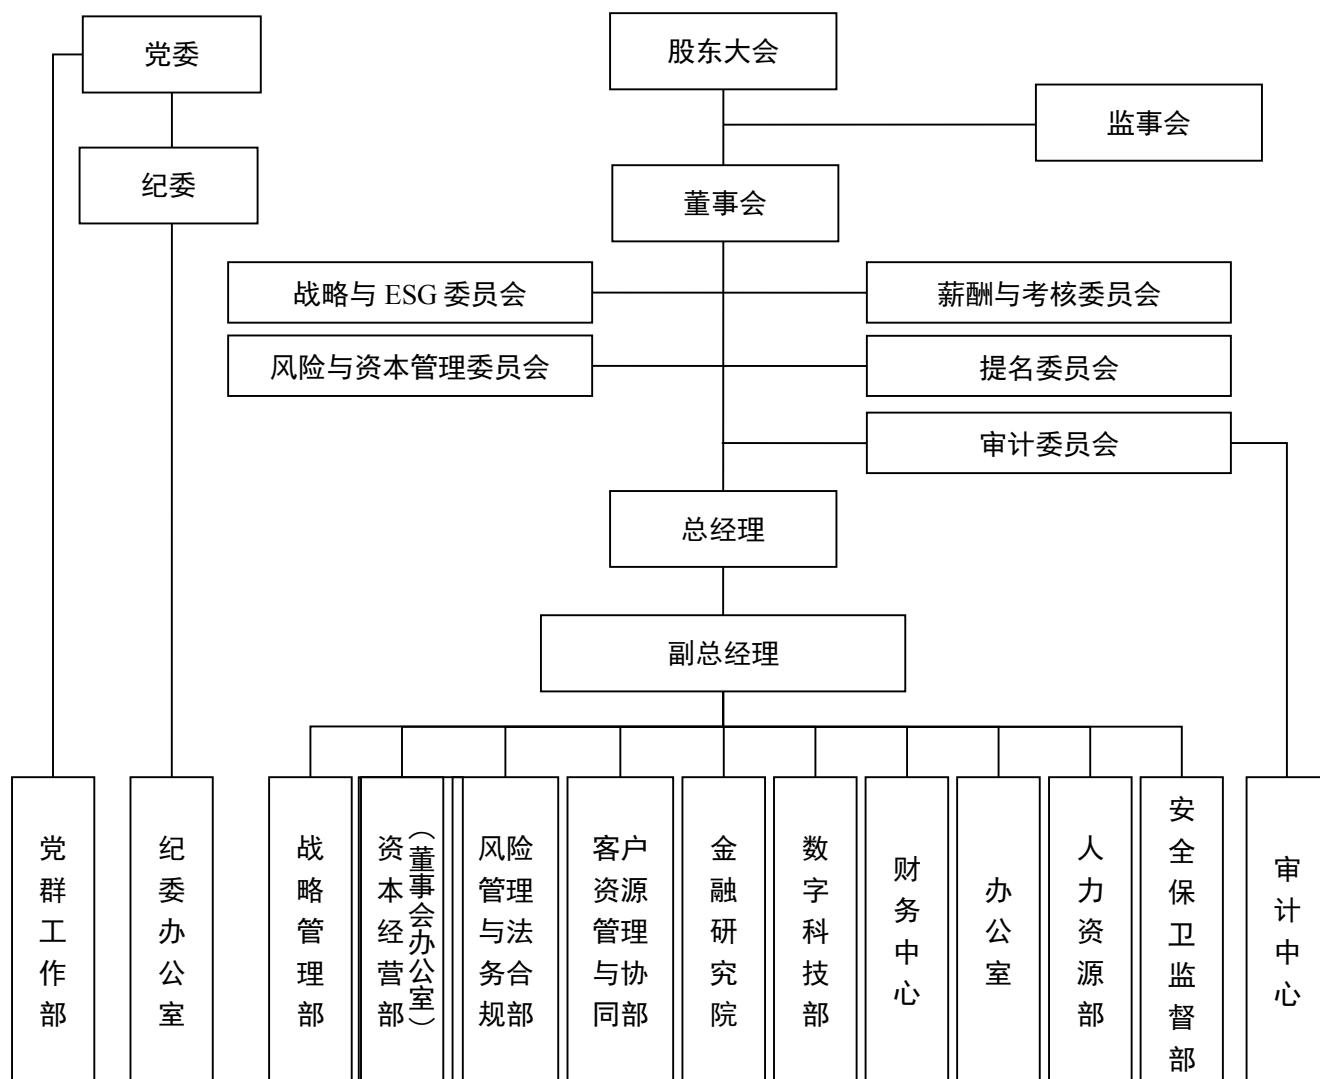 党委
股东大会
监事会
纪委
董事会
战略与 ESG 委员会
薪酬与考核委员会
风险与资本管理委员会
提名委员会
审计委员会
总经理
副总经理
党群工作部
纪委办公室
战略管理部
资本经营部
（董事会办公室）
风险
管理
与法
务合
规部
客户
资源
管理
与协
同部
金融研究院
数字科技部
财务中心
办公室
人力资源部
安全保卫监督部
审计中心